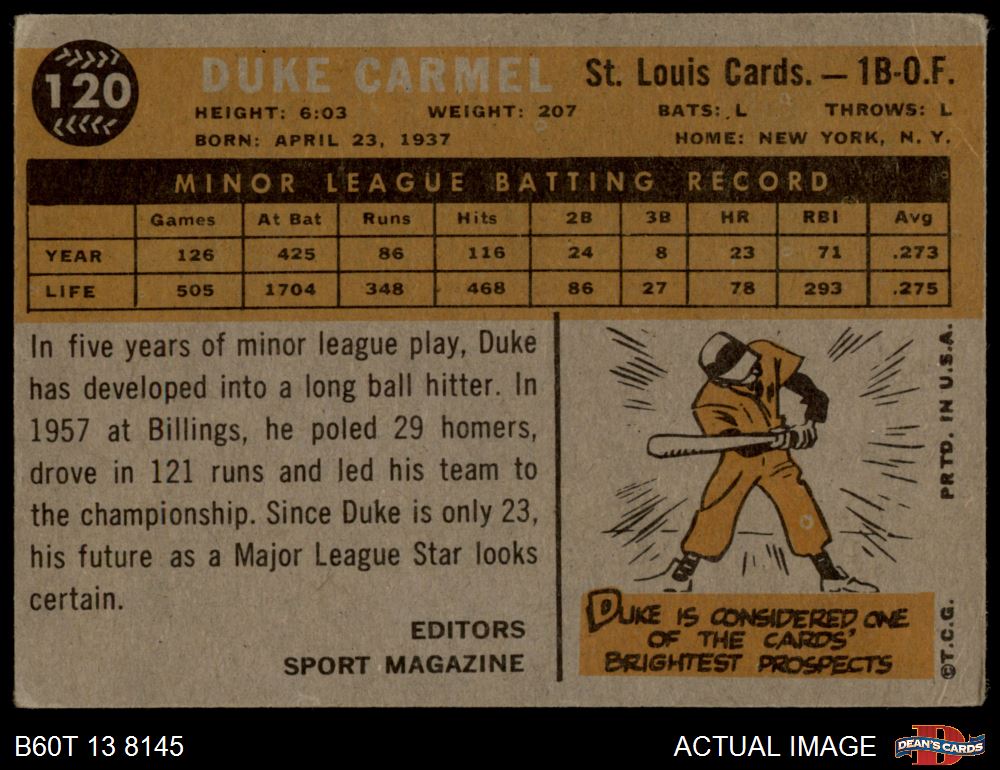 120
DUKE CARMEL St. Louis Cards. — 1B-O.F.
HEIGHT: 6:03 WEIGHT: 207 BATS: L THROWS: L
BORN: APRIL 23, 1937 HOME: NEW YORK, N. Y.
MINOR LEAGUE BATTING RECORD
Games At Bat Runs Hits 2B 3B HR RBI Avg
YEAR 126 425 86 116 24 8 23 71 .273
LIFE 505 1704 348 468 86 27 78 293 .275
In five years of minor league play, Duke
has developed into a long ball hitter. In
1957 at Billings, he poled 29 homers,
drove in 121 runs and led his team to
the championship. Since Duke is only 23,
his future as a Major League Star looks
certain.
EDITORS
SPORT MAGAZINE
DUKE IS CONSIDERED ONE
OF THE CARDS'
BRIGHTEST PROSPECTS
©T.C.G. PRTD. IN U.S.A.
B60T 13 8145 ACTUAL IMAGE DEAN'S CARDS